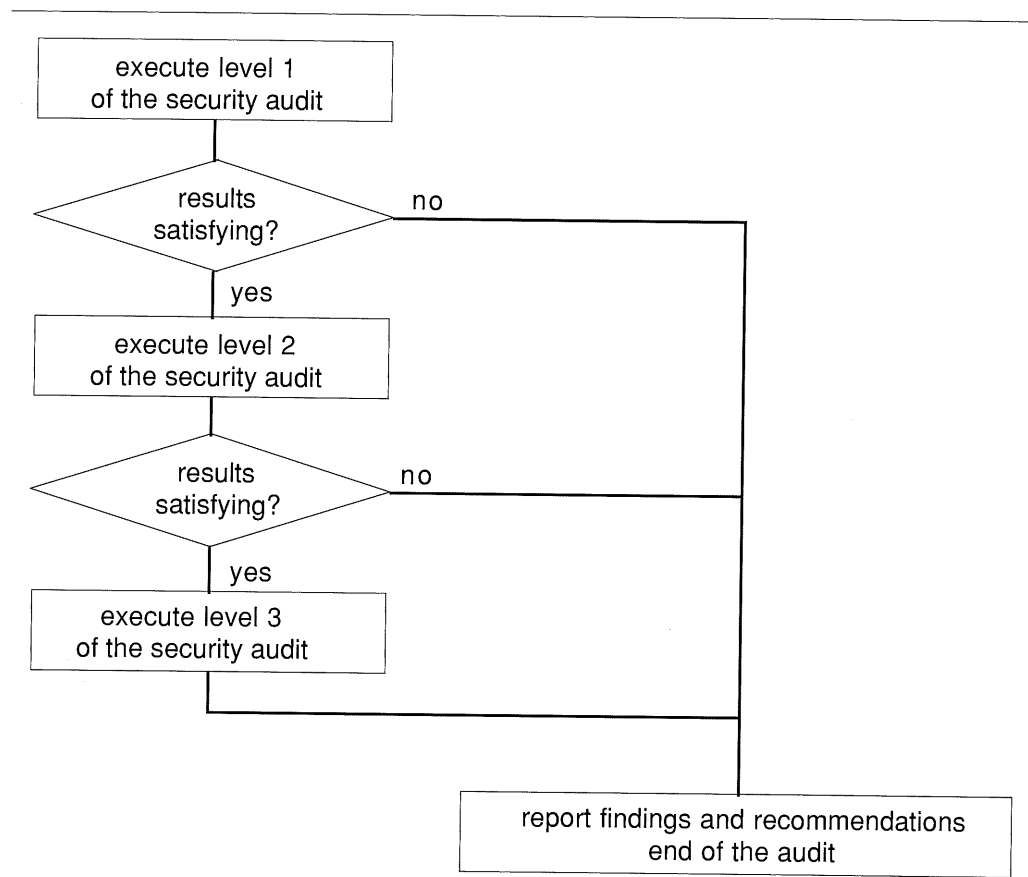 execute level 1
of the security audit
results
satisfying?
no
yes
execute level 2
of the security audit
results
satisfying?
no
yes
execute level 3
of the security audit
report findings and recommendations
end of the audit